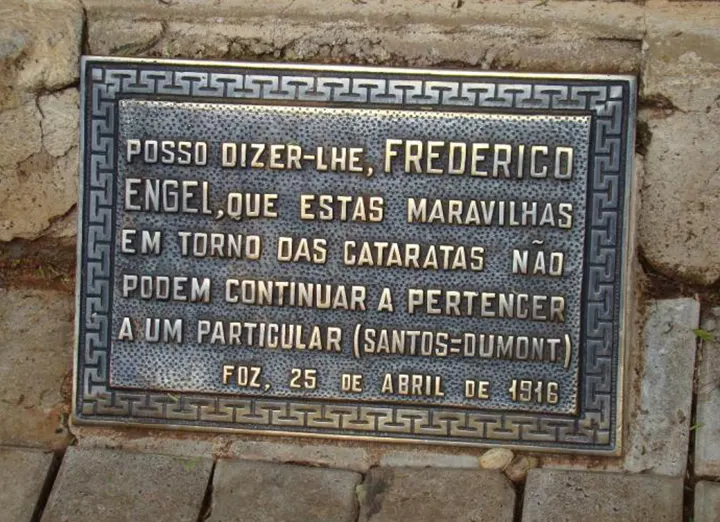 POSSO DIZER-LHE, FREDERICO
ENGEL, QUE ESTAS MARAVILHAS
EM TORNO DAS CATARATAS NÃO
PODEM CONTINUAR A PERTENCER
A UM PARTICULAR (SANTOS=DUMONT)
FOZ, 25 DE ABRIL DE 1916